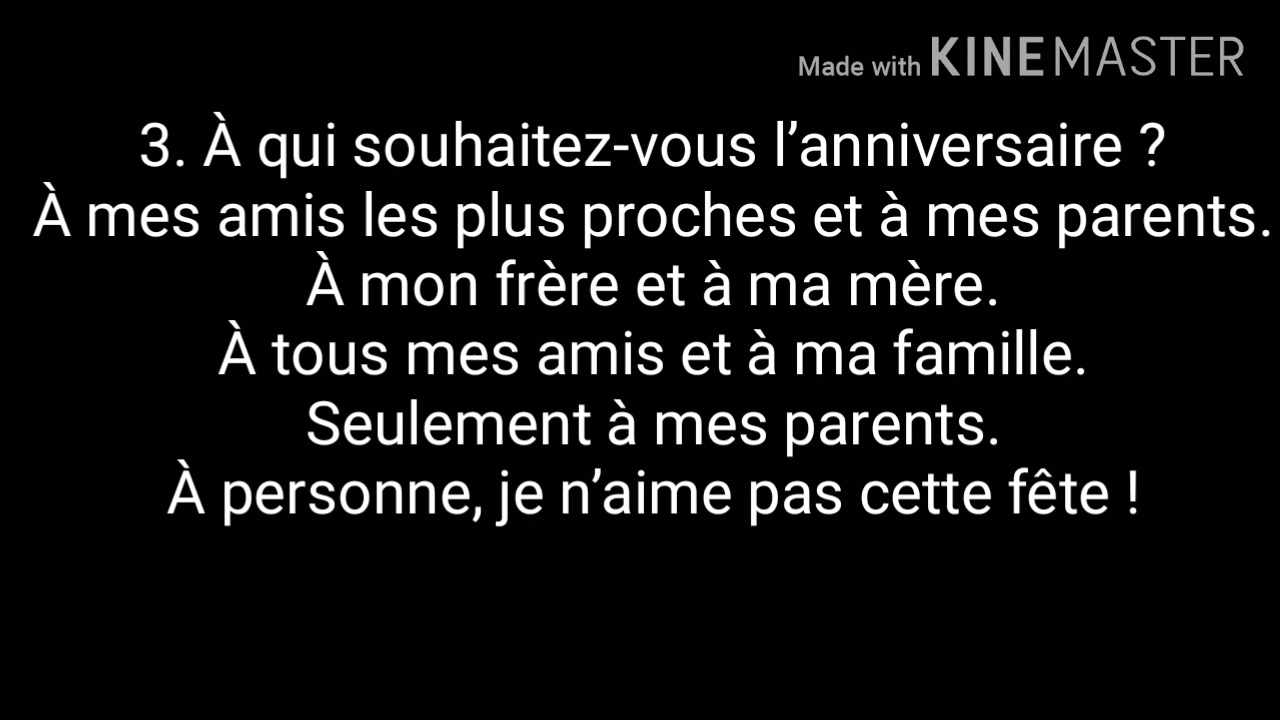 Made with KINEMASTER
3. À qui souhaitez-vous l’anniversaire ?
À mes amis les plus proches et à mes parents.
À mon frère et à ma mère.
À tous mes amis et à ma famille.
Seulement à mes parents.
À personne, je n’aime pas cette fête !